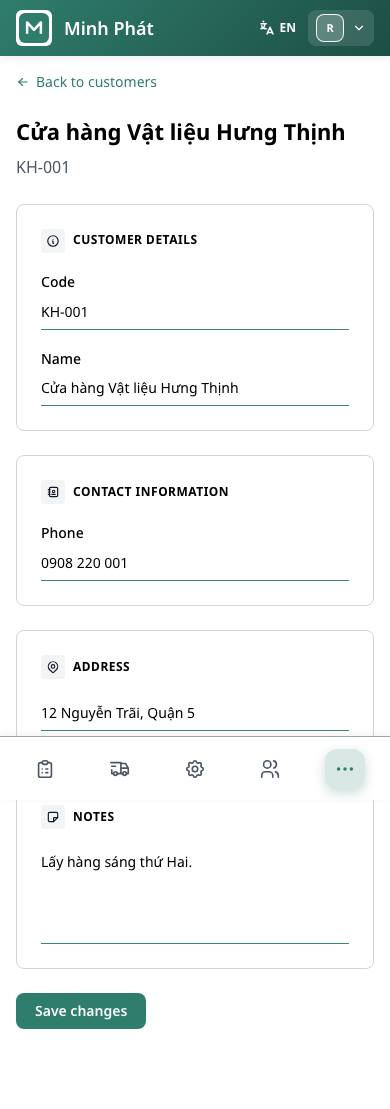 Minh Phát
EN
R
Back to customers
Cửa hàng Vật liệu Hưng Thịnh
KH-001
CUSTOMER DETAILS
Code
KH-001
Name
Cửa hàng Vật liệu Hưng Thịnh
CONTACT INFORMATION
Phone
0908 220 001
ADDRESS
12 Nguyễn Trãi, Quận 5
NOTES
Lấy hàng sáng thứ Hai.
Save changes